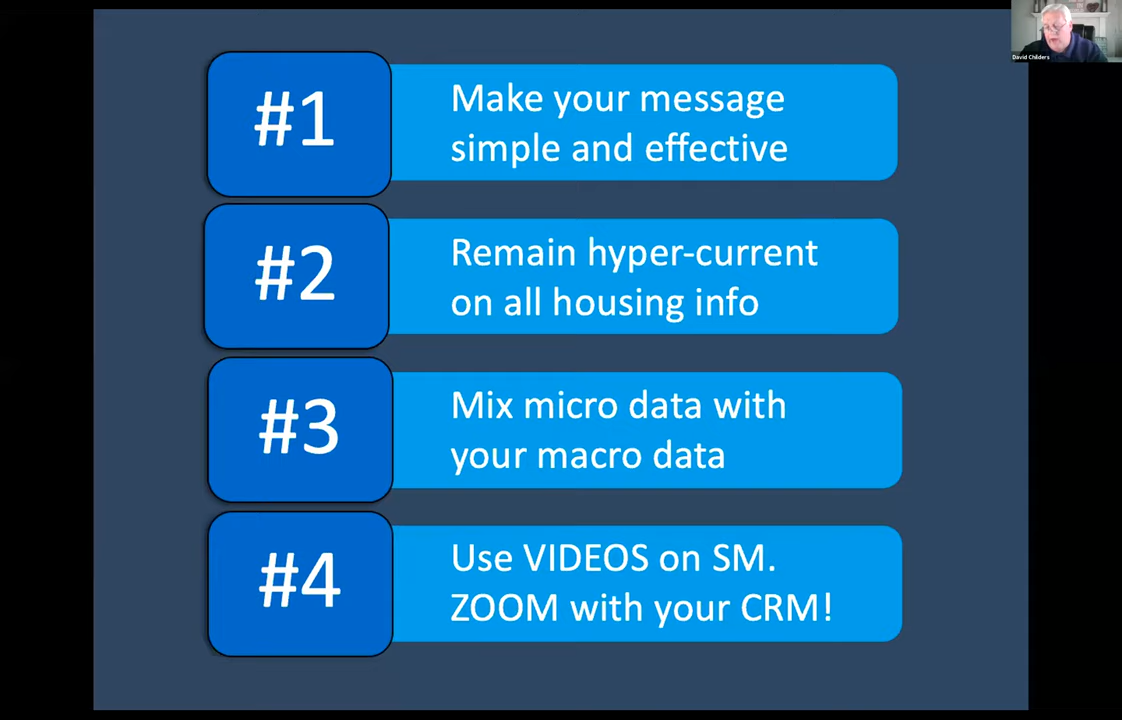 David Childers
#1
Make your message
simple and effective
#2
Remain hyper-current
on all housing info
#3
Mix micro data with
your macro data
#4
Use VIDEOS on SM.
ZOOM with your CRM!